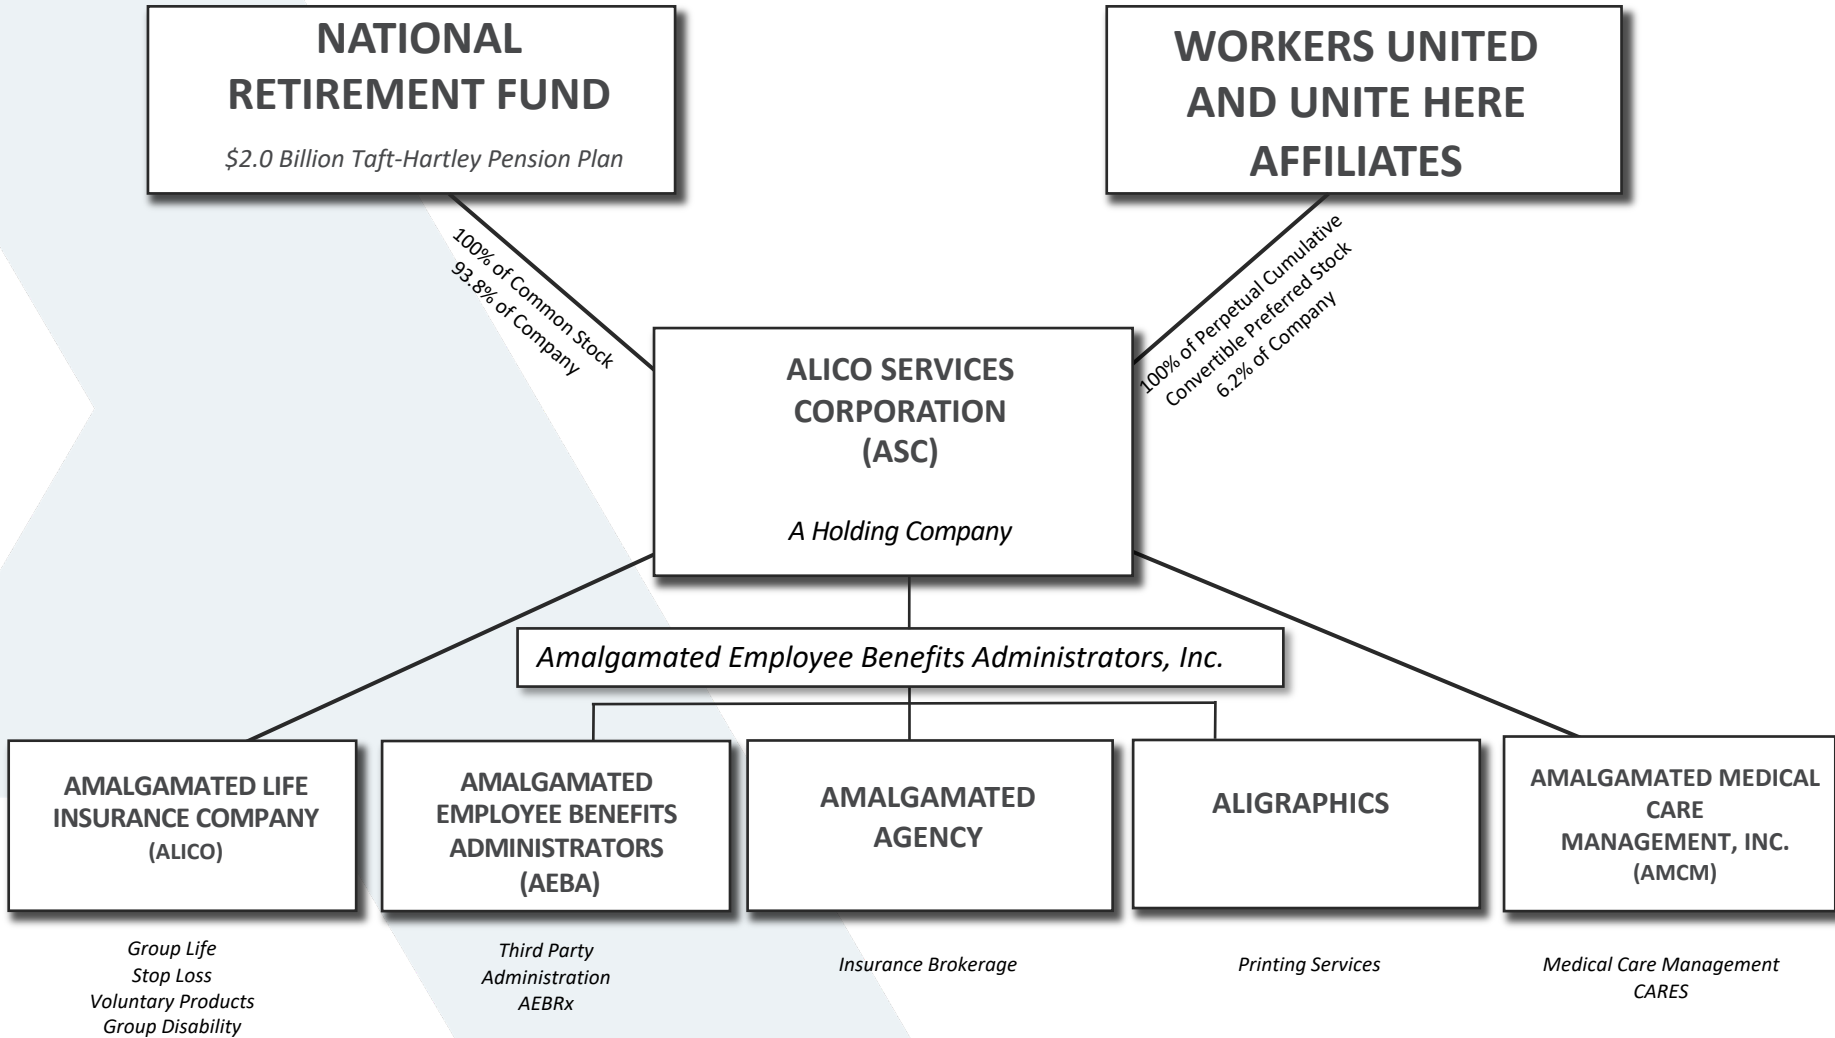 NATIONAL
RETIREMENT FUND
$2.0 Billion Taft-Hartley Pension Plan
WORKERS UNITED
AND UNITE HERE
AFFILIATES
100% of Common Stock
93.8% of Company
100% of Perpetual Cumulative
Convertible Preferred Stock
6.2% of Company
ALICO SERVICES
CORPORATION
(ASC)
A Holding Company
Amalgamated Employee Benefits Administrators, Inc.
AMALGAMATED LIFE
INSURANCE COMPANY
(ALICO)
AMALGAMATED
EMPLOYEE BENEFITS
ADMINISTRATORS
(AEBA)
AMALGAMATED
AGENCY
ALIGRAPHICS
AMALGAMATED MEDICAL
CARE
MANAGEMENT, INC.
(AMCM)
Group Life
Stop Loss
Voluntary Products
Group Disability
Third Party
Administration
AEBRx
Insurance Brokerage
Printing Services
Medical Care Management
CARES